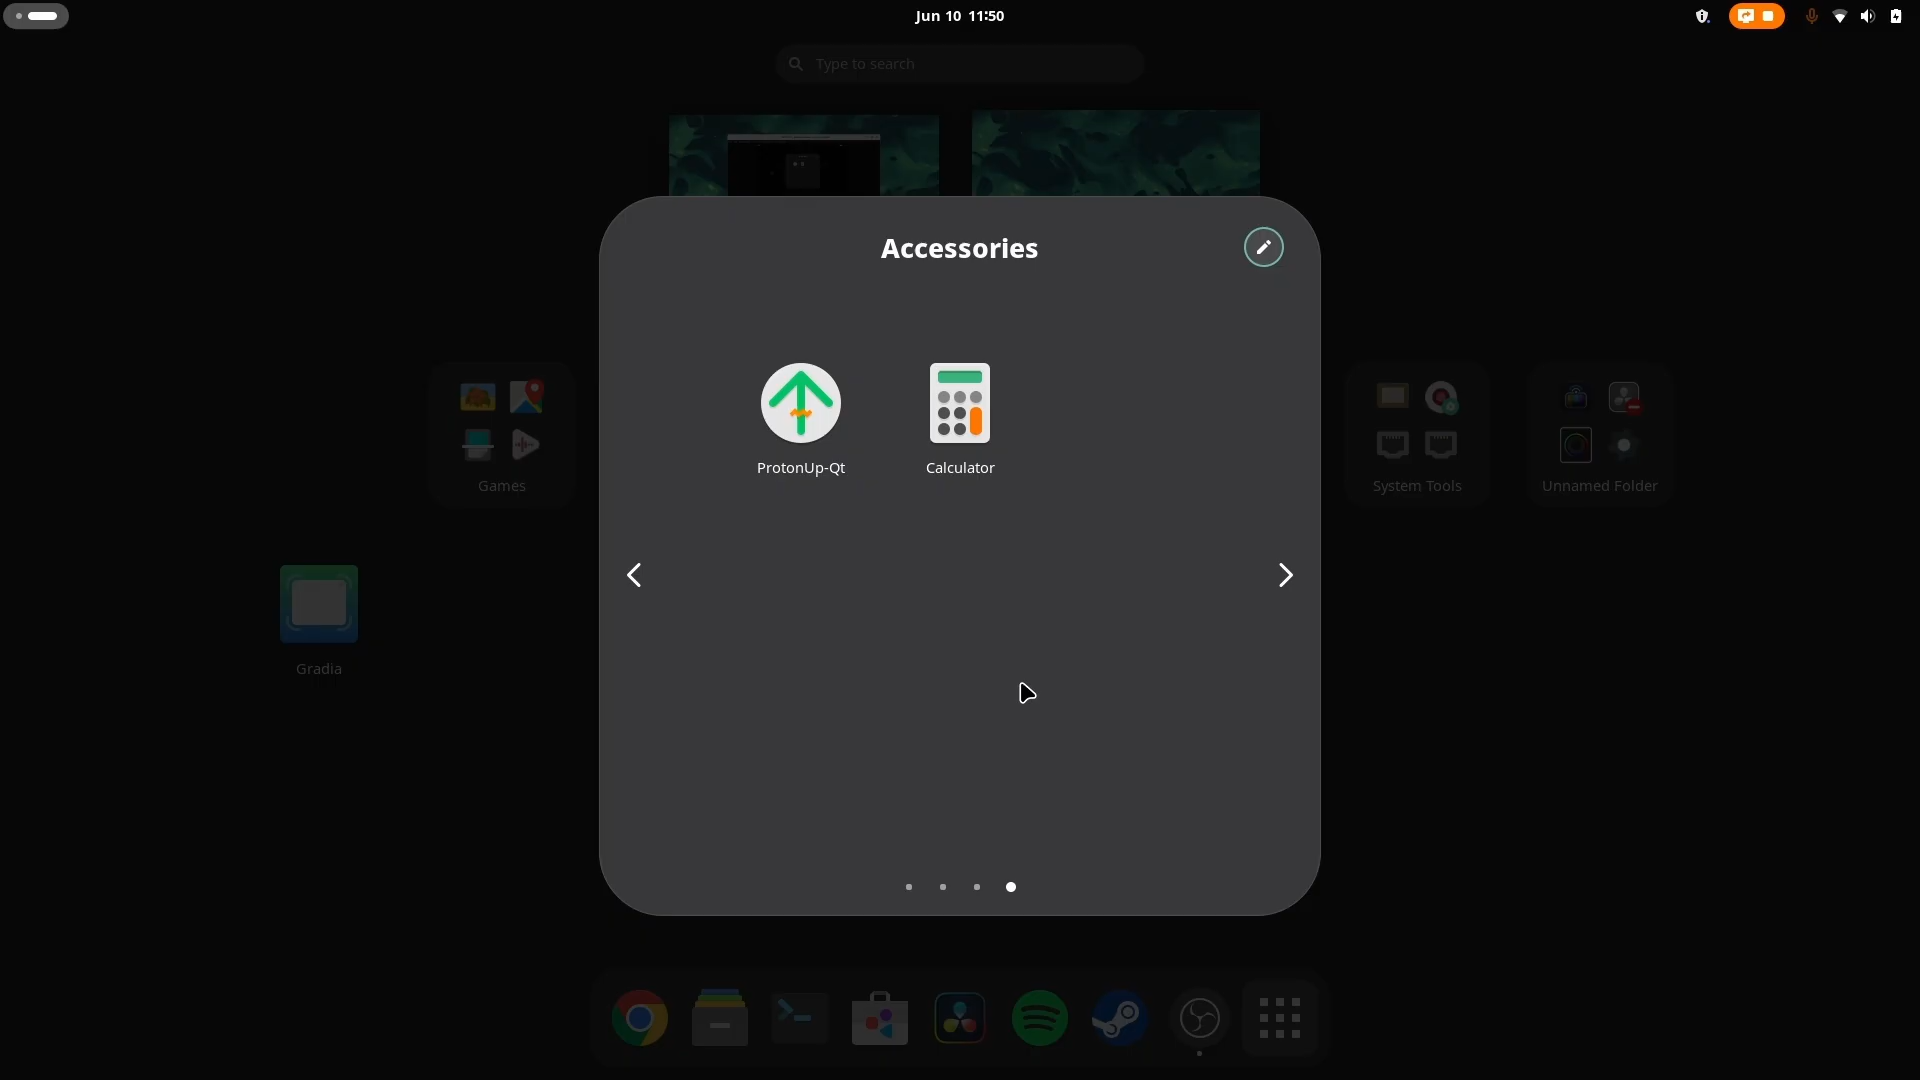 Jun 10 11:50
Type to search
Accessories
ProtonUp-Qt
Calculator
Games
System Tools
Unnamed Folder
Gradia